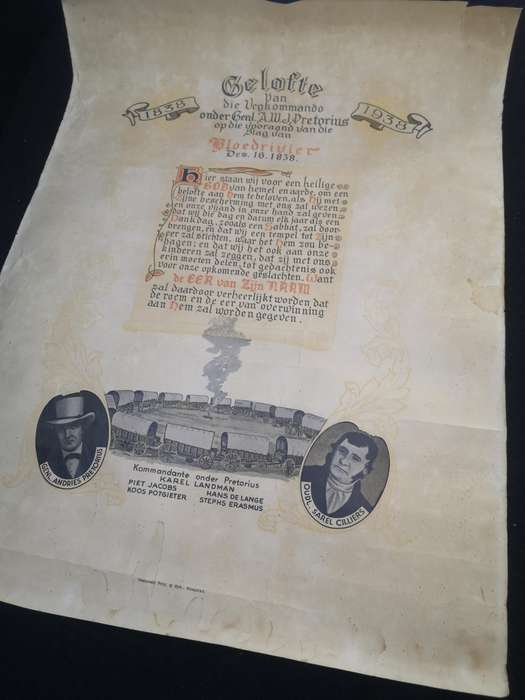 Gelofte
van
die Vegkommando
onder Genl. A.W.J. Pretorius
op die vooraand van die
Slag van
Bloedrivier
Des. 16. 1838.
1838
1938
Hier staan wij voor een heilige
GOD van hemel en aarde, om een
belofte aan Hem te beloven, als Hij met
Zijne bescherming met ons zal wezen
en onze vijand in onze hand zal geven
dat wij die dag en datum elk jaar als een
Dankdag, zoals een Sabbat, zal door-
brengen, en dat wij een tempel tot Zijn
eer zal stichten, waar het Hem zou be-
hagen; en dat wij het ook aan onze
kinderen zal zeggen, dat zij met ons
erin moeten delen, tot gedachtenis ook
voor onze opkomende geslachten. Want
de EER van Zijn NAAM
zal daardoor verheerlijkt worden, dat
de roem en de eer van overwinning
aan Hem zal worden gegeven.
GENL. ANDRIES PRETORIUS
Kommandante onder Pretorius
KAREL LANDMAN
PIET JACOBS HANS DE LANGE
KOOS POTGIETER STEPHS ERASMUS
OUDL. SAREL CILLIERS